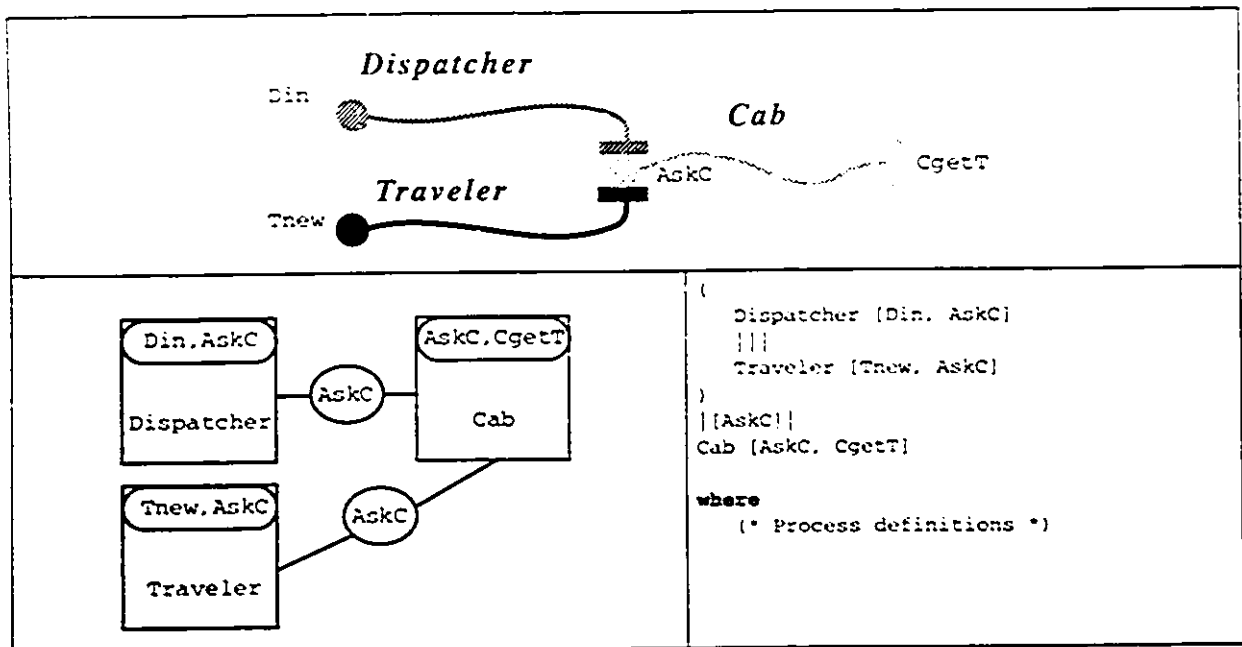 Dispatcher
Din
Cab
AskC
CgetT
Traveler
Tnew
Din,AskC
AskC,CgetT
AskC
Dispatcher
Cab
Tnew,AskC
AskC
Traveler
(
Dispatcher [Din, AskC]
|||
Traveler [Tnew, AskC]
)
|[AskC]|
Cab [AskC, CgetT]
where
(* Process definitions *)